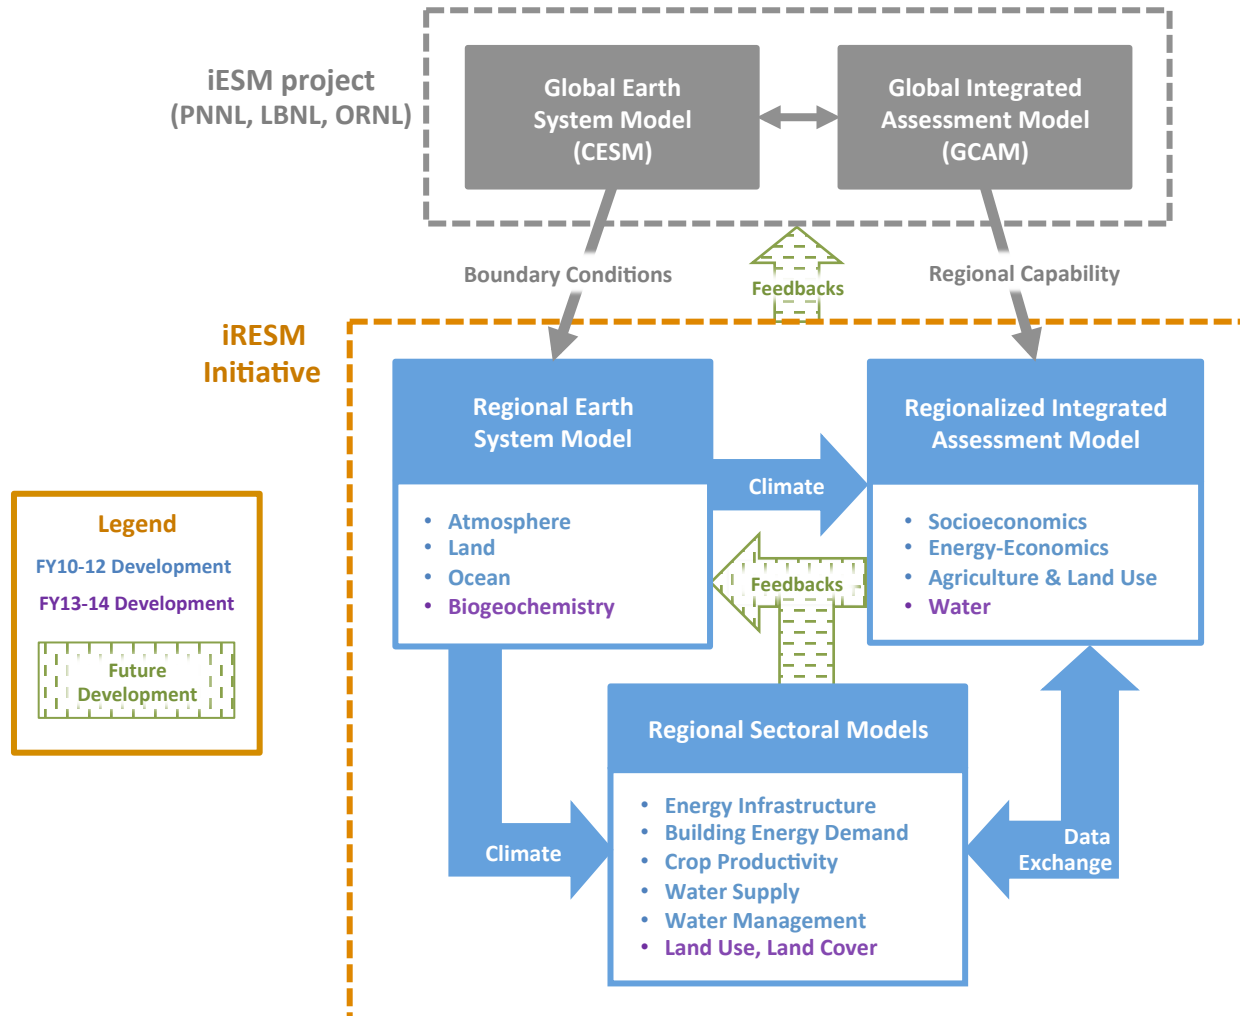 iESM project
(PNNL, LBNL, ORNL)
Global Earth
System Model
(CESM)
Global Integrated
Assessment Model
(GCAM)
Boundary Conditions
Feedbacks
Regional Capability
iRESM
Initiative
Regional Earth
System Model
• Atmosphere
• Land
• Ocean
• Biogeochemistry
Climate
Regionalized Integrated
Assessment Model
• Socioeconomics
• Energy-Economics
• Agriculture & Land Use
• Water
Feedbacks
Legend
FY10-12 Development
FY13-14 Development
Future
Development
Regional Sectoral Models
• Energy Infrastructure
• Building Energy Demand
• Crop Productivity
• Water Supply
• Water Management
• Land Use, Land Cover
Climate
Data
Exchange